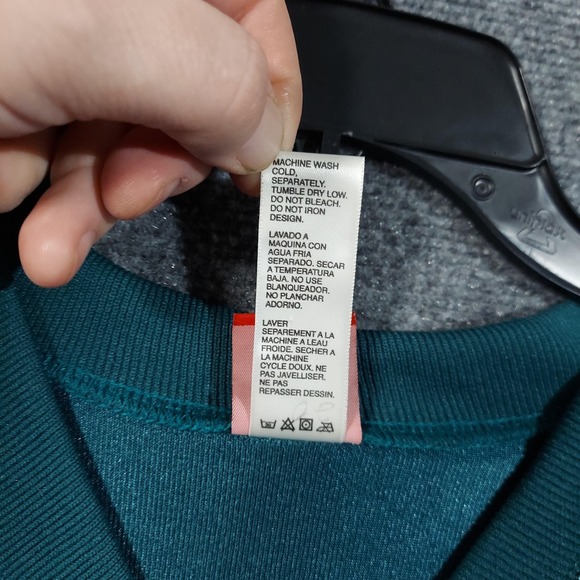 MACHINE WASH
COLD,
SEPARATELY.
TUMBLE DRY LOW.
DO NOT BLEACH.
DO NOT IRON
DESIGN.
LAVADO A
MAQUINA CON
AGUA FRIA
SEPARADO. SECAR
A TEMPERATURA
BAJA. NO USE
BLANQUEADOR.
NO PLANCHAR
ADORNO.
LAVER
SEPAREMENT A LA
MACHINE A LEAU
FROIDE. SECHER A
LA MACHINE
CYCLE DOUX. NE
PAS JAVELLISER.
NE PAS
REPASSER DESSIN.